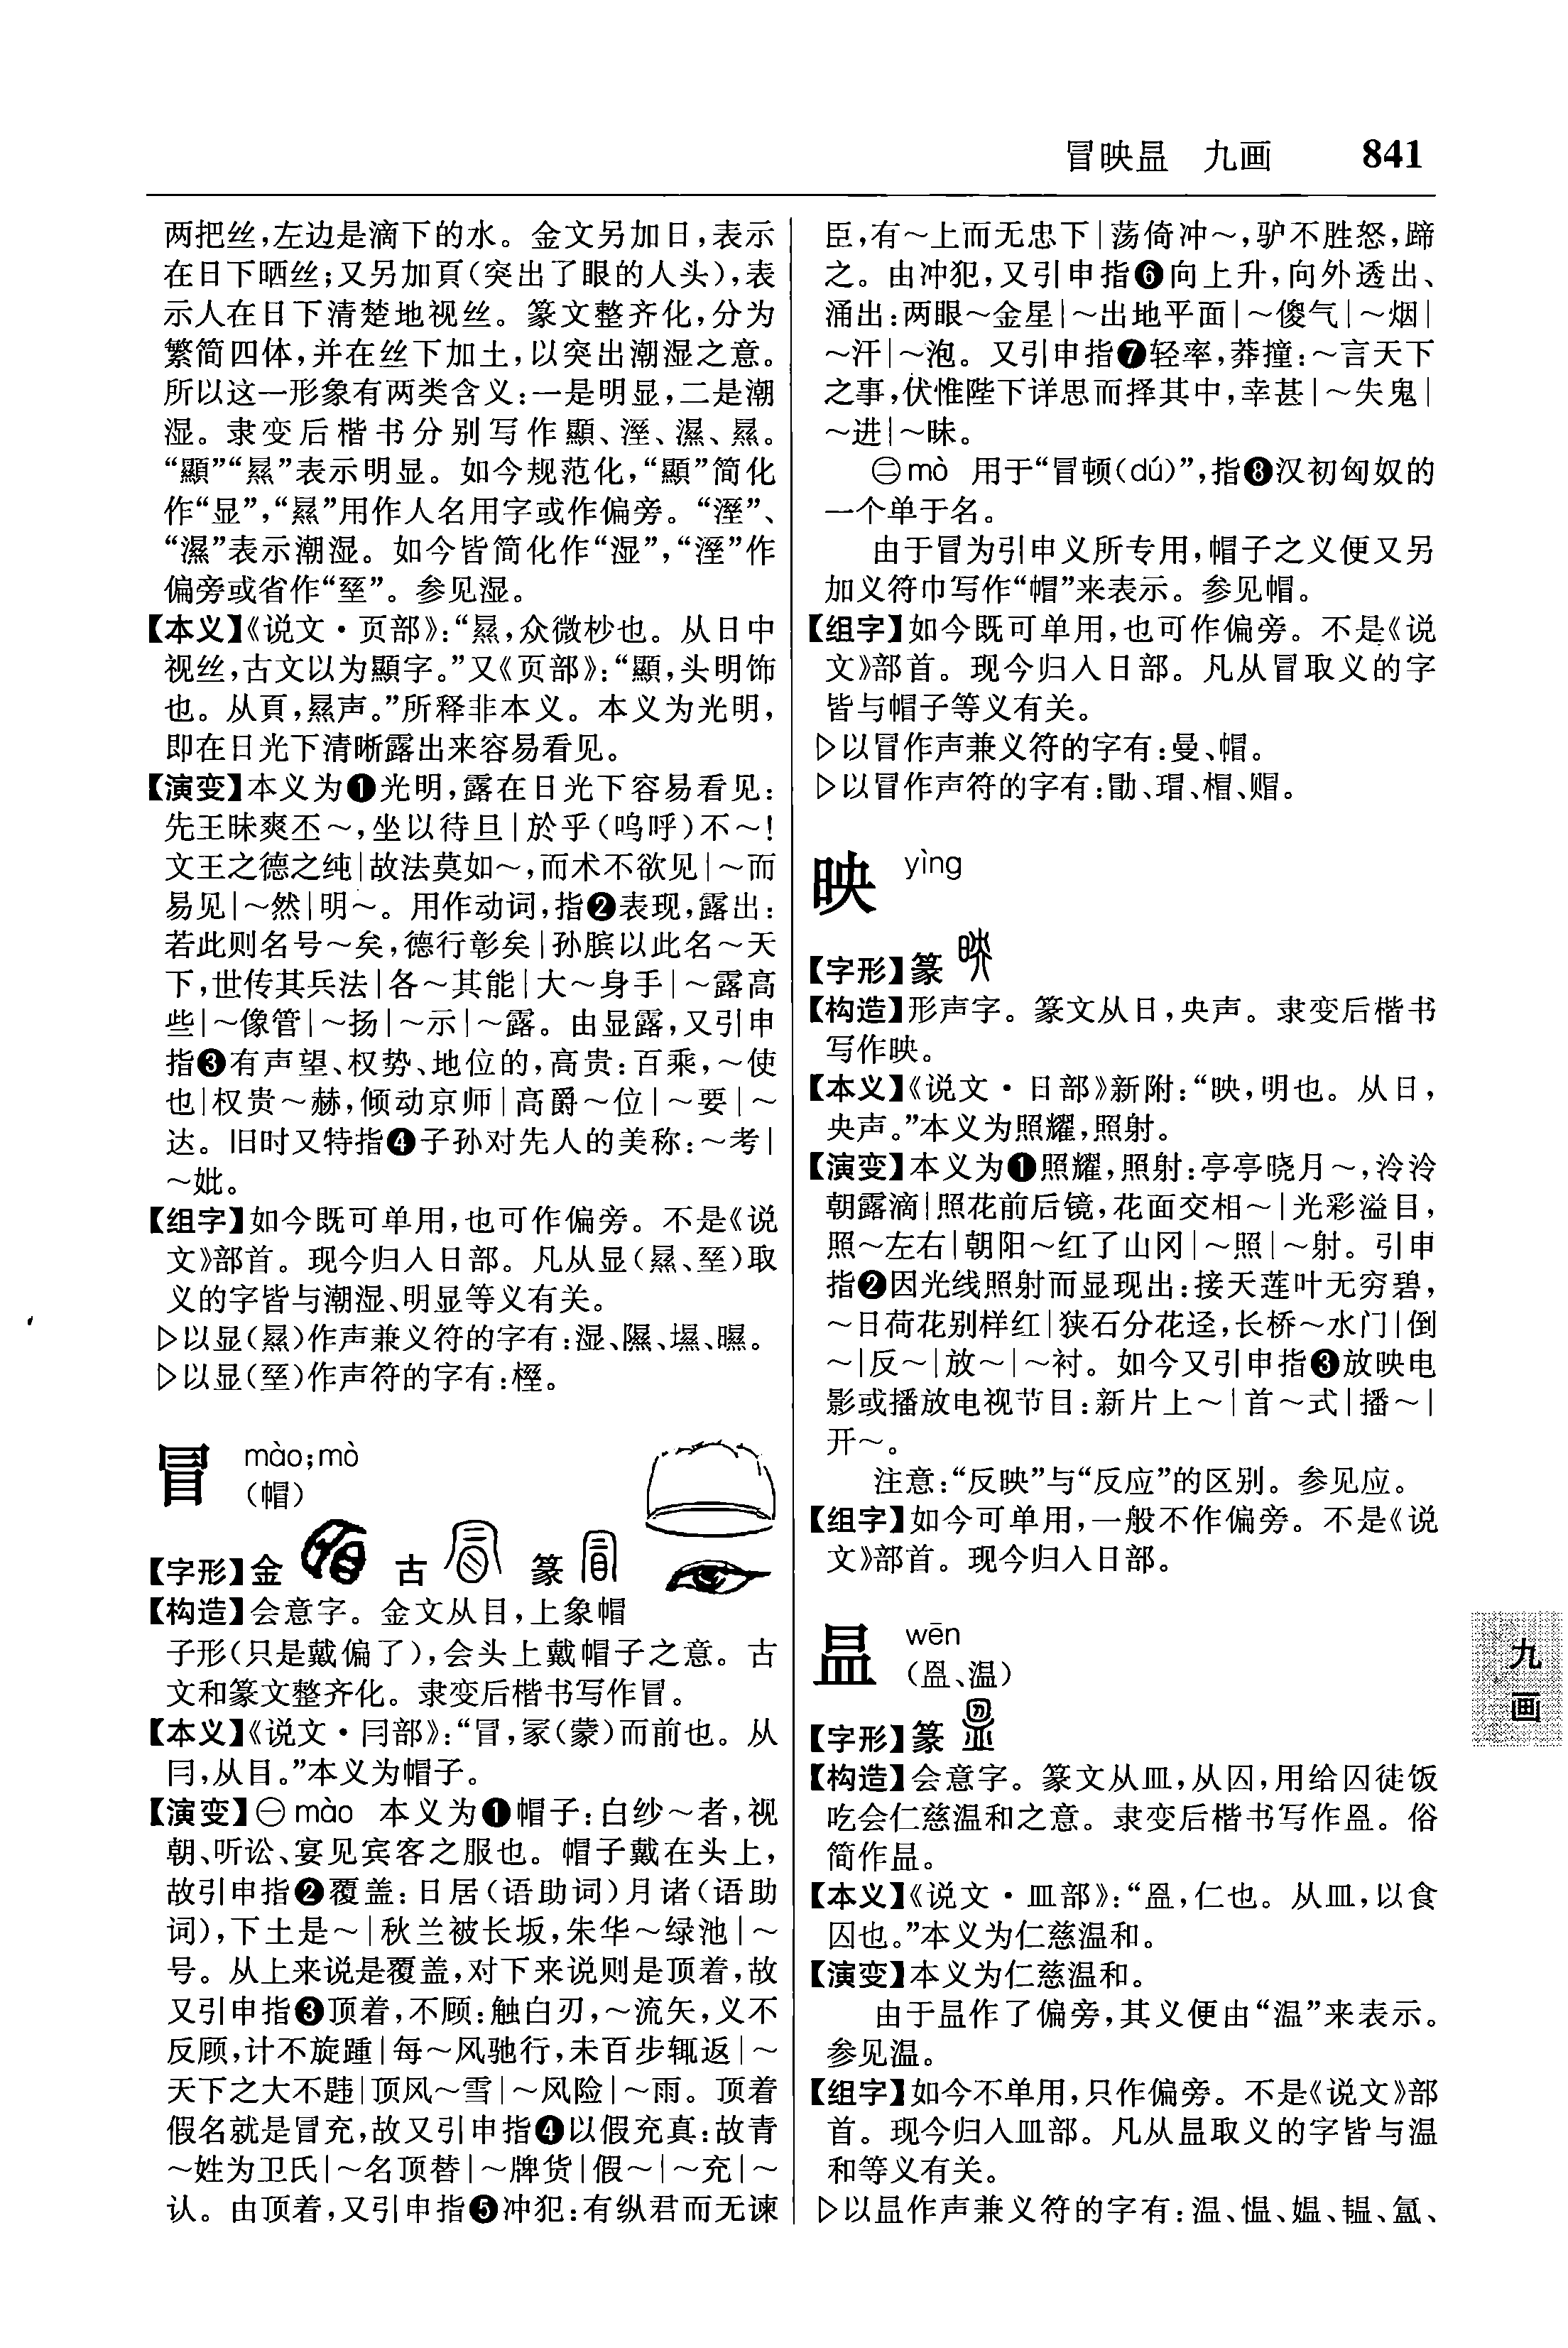 冒映昷　九画　841
两把丝,左边是滴下的水。金文另加日,表示
在日下晒丝;又另加頁(突出了眼的人头),表
示人在日下清楚地视丝。篆文整齐化,分为
繁简四体,并在丝下加土,以突出潮湿之意。
所以这一形象有两类含义:一是明显,二是潮
湿。隶变后楷书分别写作顯、溼、濕、㬎。
“顯”“㬎”表示明显。如今规范化,“顯”简化
作“显”,“㬎”用作人名用字或作偏旁。“溼”、
“濕”表示潮湿。如今皆简化作“湿”,“溼”作
偏旁或省作“㙷”。参见湿。
【本义】《说文·页部》:“㬎,众微杪也。从日中
视丝,古文以为顯字。”又《页部》:“顯,头明饰
也。从頁,㬎声。”所释非本义。本义为光明,
即在日光下清晰露出来容易看见。
【演变】本义为❶光明,露在日光下容易看见:
先王昧爽丕～,坐以待旦|於乎(呜呼)不～!
文王之德之纯|故法莫如～,而术不欲见|～而
易见|～然|明～。用作动词,指❷表现,露出:
若此则名号～矣,德行彰矣|孙膑以此名～天
下,世传其兵法|各～其能|大～身手|～露高
些|～像管|～扬|～示|～露。由显露,又引申
指❸有声望、权势、地位的,高贵:百乘,～使
也|权贵～赫,倾动京师|高爵～位|～要|～
达。旧时又特指❹子孙对先人的美称:～考|
～妣。
【组字】如今既可单用,也可作偏旁。不是《说
文》部首。现今归入日部。凡从显(㬎、㙷)取
义的字皆与潮湿、明显等义有关。
▷以显(㬎)作声兼义符的字有:湿、隰、㙷、曝。
▷以显(㙷)作声符的字有:桎。
冒 mào;mò
(帽)
【字形】金 古 篆
【构造】会意字。金文从目,上象帽
子形(只是戴偏了),会头上戴帽子之意。古
文和篆文整齐化。隶变后楷书写作冒。
【本义】《说文·冃部》:“冒,冡(蒙)而前也。从
冃,从目。”本义为帽子。
【演变】㊀mào 本义为❶帽子:白纱～者,视
朝、听讼、宴见宾客之服也。帽子戴在头上,
故引申指❷覆盖:日居(语助词)月诸(语助
词),下土是～|秋兰被长坂,朱华～绿池|～
号。从上来说是覆盖,对下来说则是顶着,故
又引申指❸顶着,不顾:触白刃,～流矢,义不
反顾,计不旋踵|每～风驰行,未百步辄返|～
天下之大不韪|顶风～雪|～风险|～雨。顶着
假名就是冒充,故又引申指❹以假充真:故青
～姓为卫氏|～名顶替|～牌货|假～|～充|～
认。由顶着,又引申指❺冲犯:有纵君而无谏
臣,有～上而无忠下|荡倚冲～,驴不胜怒,蹄
之。由冲犯,又引申指❻向上升,向外透出、
涌出:两眼～金星|～出地平面|～傻气|～烟|
～汗|～泡。又引申指❼轻率,莽撞:～言天下
之事,伏惟陛下详思而择其中,幸甚|～失鬼|
～进|～昧。
㊁mò 用于“冒顿(dú)”,指❽汉初匈奴的
一个单于名。
由于冒为引申义所专用,帽子之义便又另
加义符巾写作“帽”来表示。参见帽。
【组字】如今既可单用,也可作偏旁。不是《说
文》部首。现今归入日部。凡从冒取义的字
皆与帽子等义有关。
▷以冒作声兼义符的字有:曼、帽。
▷以冒作声符的字有:勖、瑁、楣、赗。
映 yìng
【字形】篆
【构造】形声字。篆文从日,央声。隶变后楷书
写作映。
【本义】《说文·日部》新附:“映,明也。从日,
央声。”本义为照耀,照射。
【演变】本义为❶照耀,照射:亭亭晓月～,泠泠
朝露滴|照花前后镜,花面交相～|光彩溢目,
照～左右|朝阳～红了山冈|～照|～射。引申
指❷因光线照射而显现出:接天莲叶无穷碧,
～日荷花别样红|狭石分花迳,长桥～水门|倒
～|反～|放～|～衬。如今又引申指❸放映电
影或播放电视节目:新片上～|首～式|播～|
开～。
注意:“反映”与“反应”的区别。参见应。
【组字】如今可单用,一般不作偏旁。不是《说
文》部首。现今归入日部。
昷 wēn
(𥁕、温)
【字形】篆
【构造】会意字。篆文从皿,从囚,用给囚徒饭
吃会仁慈温和之意。隶变后楷书写作𥁕。俗
简作昷。
【本义】《说文·皿部》:“𥁕,仁也。从皿,以食
囚也。”本义为仁慈温和。
【演变】本义为仁慈温和。
由于昷作了偏旁,其义便由“温”来表示。
参见温。
【组字】如今不单用,只作偏旁。不是《说文》部
首。现今归入皿部。凡从昷取义的字皆与温
和等义有关。
▷以昷作声兼义符的字有:温、愠、媪、韫、氲、
九
画